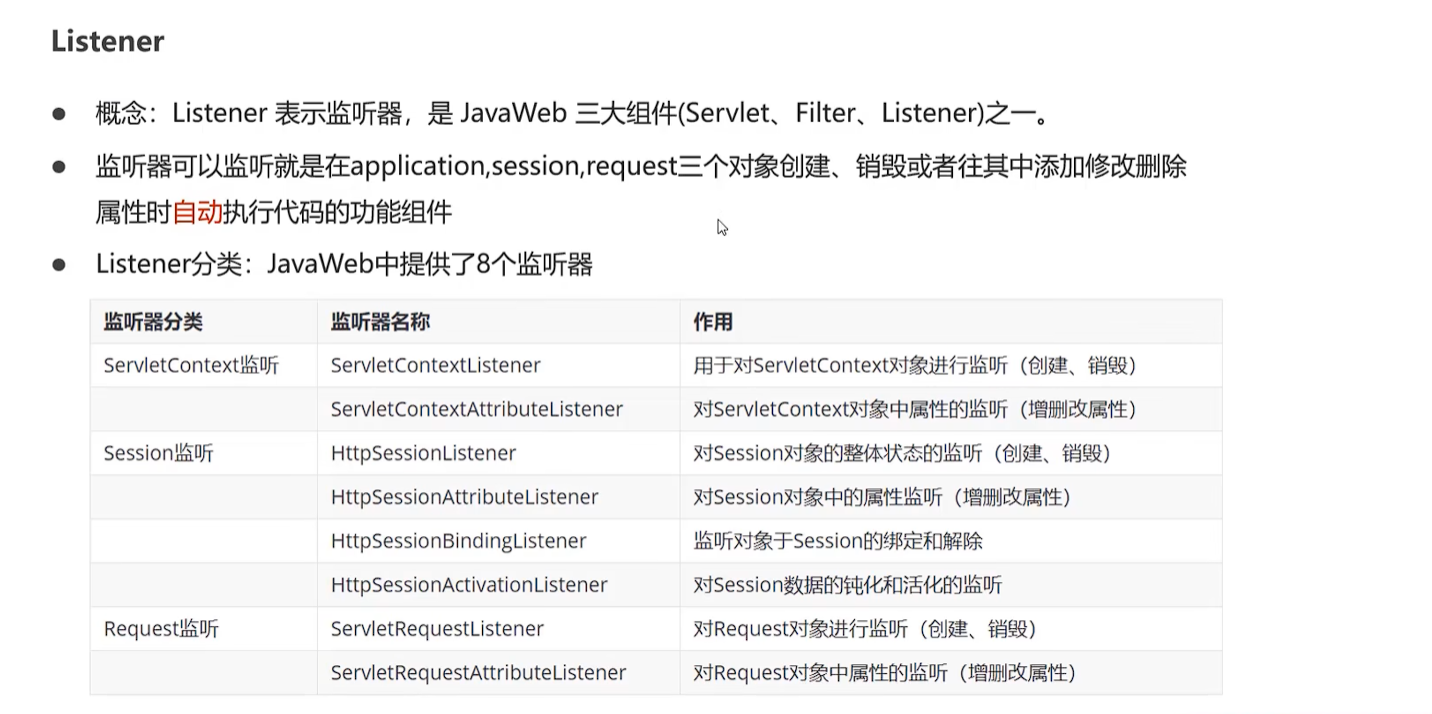 Listener
● 概念：Listener 表示监听器，是 JavaWeb 三大组件(Servlet、Filter、Listener)之一。
● 监听器可以监听就是在application,session,request三个对象创建、销毁或者往其中添加修改删除
属性时自动执行代码的功能组件
● Listener分类：JavaWeb中提供了8个监听器
监听器分类 监听器名称 作用
ServletContext监听 ServletContextListener 用于对ServletContext对象进行监听（创建、销毁）
ServletContextAttributeListener 对ServletContext对象中属性的监听（增删改属性）
Session监听 HttpSessionListener 对Session对象的整体状态的监听（创建、销毁）
HttpSessionAttributeListener 对Session对象中的属性监听（增删改属性）
HttpSessionBindingListener 监听对象于Session的绑定和解除
HttpSessionActivationListener 对Session数据的钝化和活化的监听
Request监听 ServletRequestListener 对Request对象进行监听（创建、销毁）
ServletRequestAttributeListener 对Request对象中属性的监听（增删改属性）